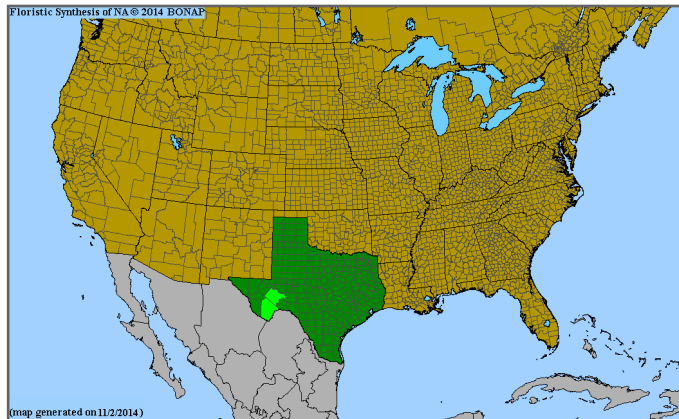 Floristic Synthesis of NA © 2014 BONAP
(map generated on 11/2/2014)